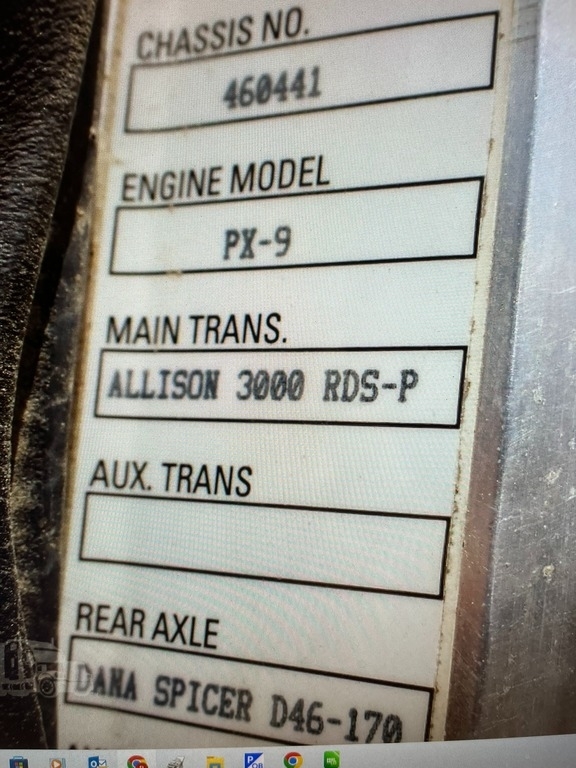 CHASSIS NO.
460441
ENGINE MODEL
PX-9
MAIN TRANS.
ALLISON 3000 RDS-P
AUX. TRANS
REAR AXLE
DANA SPICER D46-170